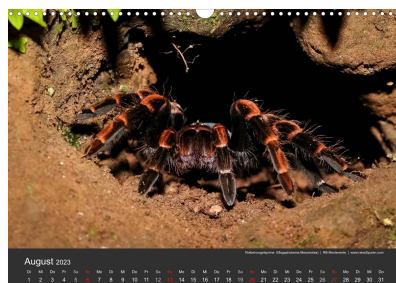 August 2023
Di Mi Do Fr Sa So Mo Di Mi Do Fr Sa So Mo Di Mi Do Fr Sa So Mo Di Mi Do Fr Sa So Mo Di Mi Do
1 2 3 4 5 6 7 8 9 10 11 12 13 14 15 16 17 18 19 20 21 22 23 24 25 26 27 28 29 30 31